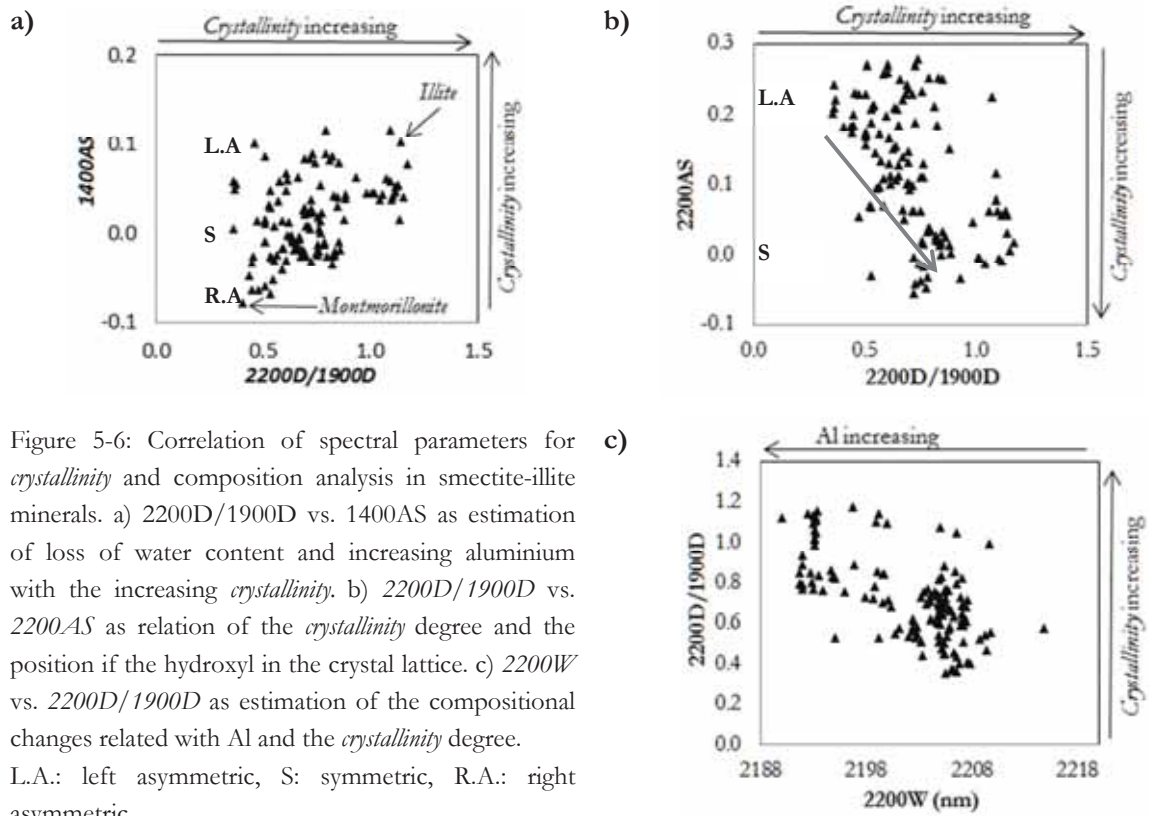 a)
Crystallinity increasing
0.2
0.1
0.0
-0.1
1400AS
L.A
S
R.A
Illite
Montmorillonite
Crystallinity increasing
0.0 0.5 1.0 1.5
2200D/1900D
b)
Crystallinity increasing
0.3
0.2
0.1
0.0
-0.1
2200AS
L.A
S
Crystallinity increasing
0.0 0.5 1.0 1.5
2200D/1900D
Figure 5-6: Correlation of spectral parameters for
crystallinity and composition analysis in smectite-illite
minerals. a) 2200D/1900D vs. 1400AS as estimation
of loss of water content and increasing aluminium
with the increasing crystallinity. b) 2200D/1900D vs.
2200AS as relation of the crystallinity degree and the
position if the hydroxyl in the crystal lattice. c) 2200W
vs. 2200D/1900D as estimation of the compositional
changes related with Al and the crystallinity degree.
L.A.: left asymmetric, S: symmetric, R.A.: right
asymmetric
c)
Al increasing
1.4
1.2
1.0
0.8
0.6
0.4
0.2
0.0
2200D/1900D
Crystallinity increasing
2188 2198 2208 2218
2200W (nm)